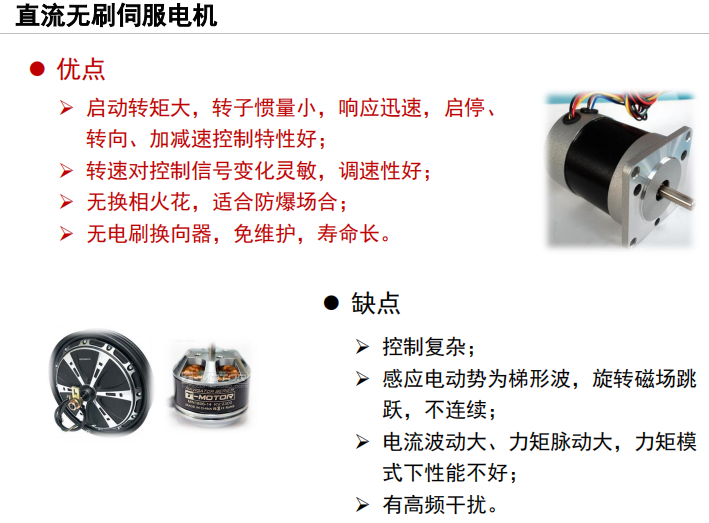 直流无刷伺服电机
优点
启动转矩大，转子惯量小，响应迅速，启停、
转向、加减速控制特性好；
转速对控制信号变化灵敏，调速性好；
无换相火花，适合防爆场合；
无电刷换向器，免维护，寿命长。
缺点
控制复杂；
感应电动势为梯形波，旋转磁场跳
跃，不连续；
电流波动大、力矩脉动大，力矩模
式下性能不好；
有高频干扰。
T-MOTOR